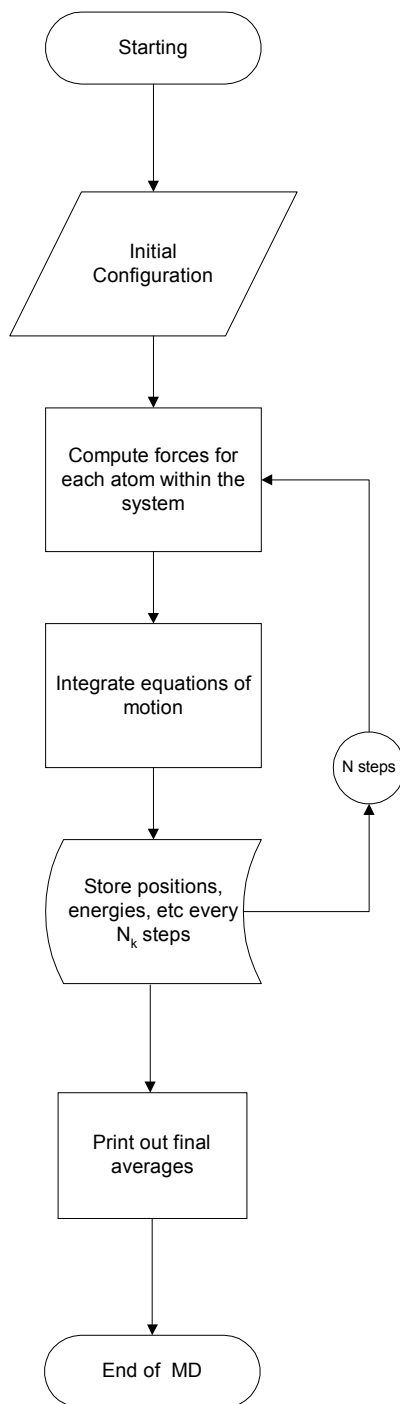 Starting
Initial
Configuration
Compute forces for
each atom within the
system
Integrate equations of
motion
N steps
Store positions,
energies, etc every
Nk steps
Print out final
averages
End of MD